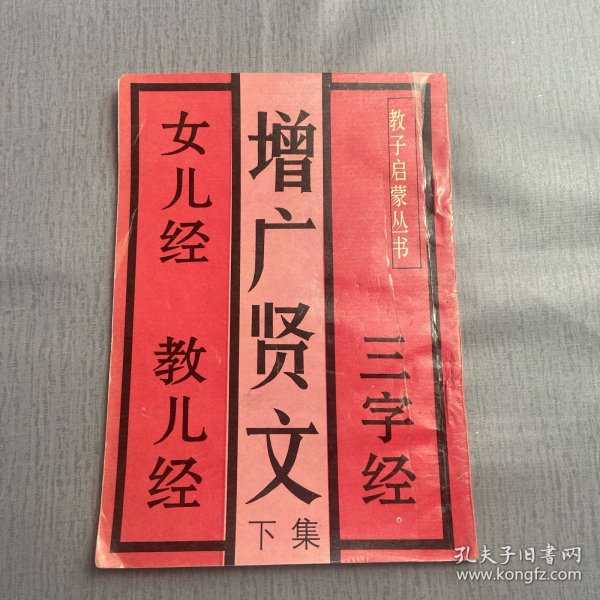 教子启蒙丛书
三字经
增广贤文
下集
女儿经
教儿经
孔夫子旧书网
www.kongfz.com